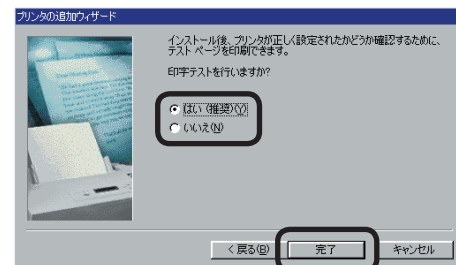 プリンタの追加ウィザード
インストール後、プリンタが正しく設定されたかどうか確認するために、
テスト ページを印刷できます。
印字テストを行いますか?
はい (推奨)(Y)
いいえ(N)
< 戻る(B)
完了
キャンセル